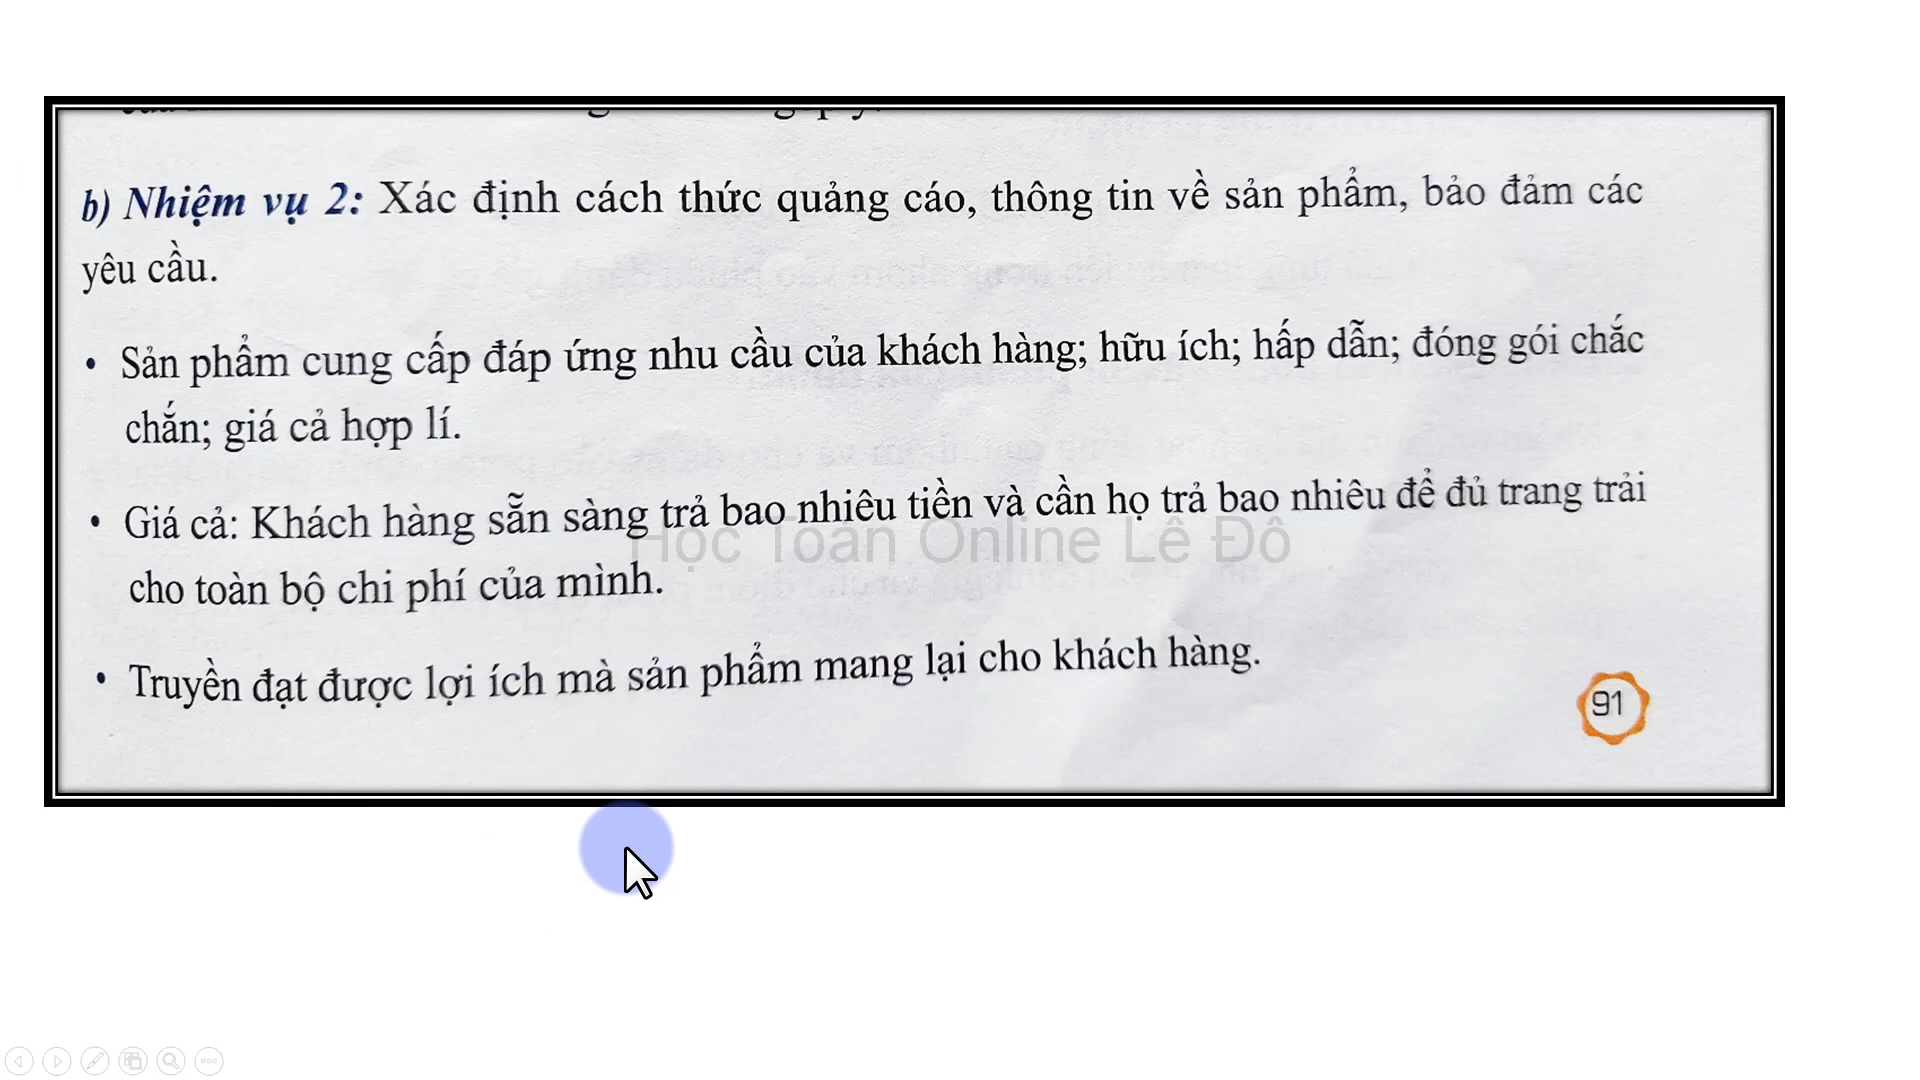 b) Nhiệm vụ 2: Xác định cách thức quảng cáo, thông tin về sản phẩm, bảo đảm các
yêu cầu.
• Sản phẩm cung cấp đáp ứng nhu cầu của khách hàng; hữu ích; hấp dẫn; đóng gói chắc
chắn; giá cả hợp lí.
• Giá cả: Khách hàng sẵn sàng trả bao nhiêu tiền và cần họ trả bao nhiêu để đủ trang trải
Học Toán Online Lê Đô
cho toàn bộ chi phí của mình.
• Truyền đạt được lợi ích mà sản phẩm mang lại cho khách hàng.
91